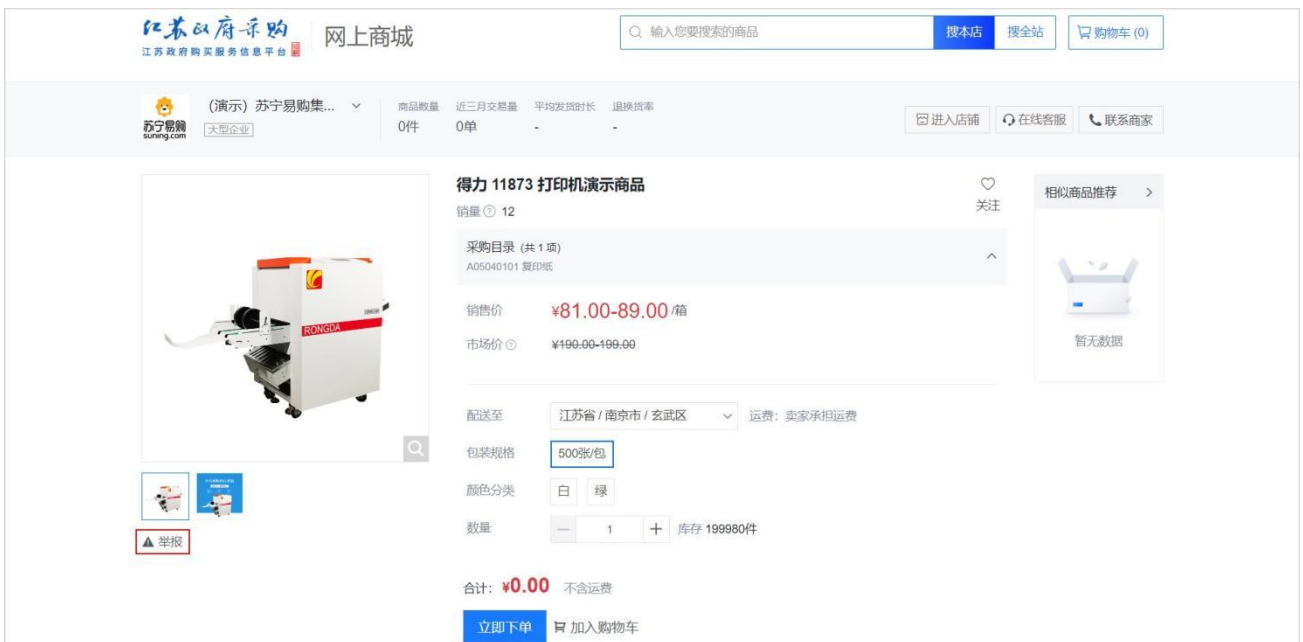 江苏政府采购
江苏政府购买服务信息平台
网上商城
输入您要搜索的商品
搜本店
搜全站
购物车 (0)
苏宁易购
suning.com
(演示) 苏宁易购集...
大型企业
商品数量 近三月交易量 平均发货时长 退换货率
0件 0单 - -
进入店铺
在线客服
联系商家
得力 11873 打印机演示商品
销量 12
关注
采购目录 (共 1 项)
A05040101 复印纸
销售价 ¥81.00-89.00 /箱
市场价 ¥190.00-199.00
相似商品推荐
暂无数据
RONGDA
配送至 江苏省 / 南京市 / 玄武区 运费：卖家承担运费
包装规格 500张/包
颜色分类 白 绿
数量 — 1 + 库存 199980件
举报
合计： ¥0.00 不含运费
立即下单 加入购物车